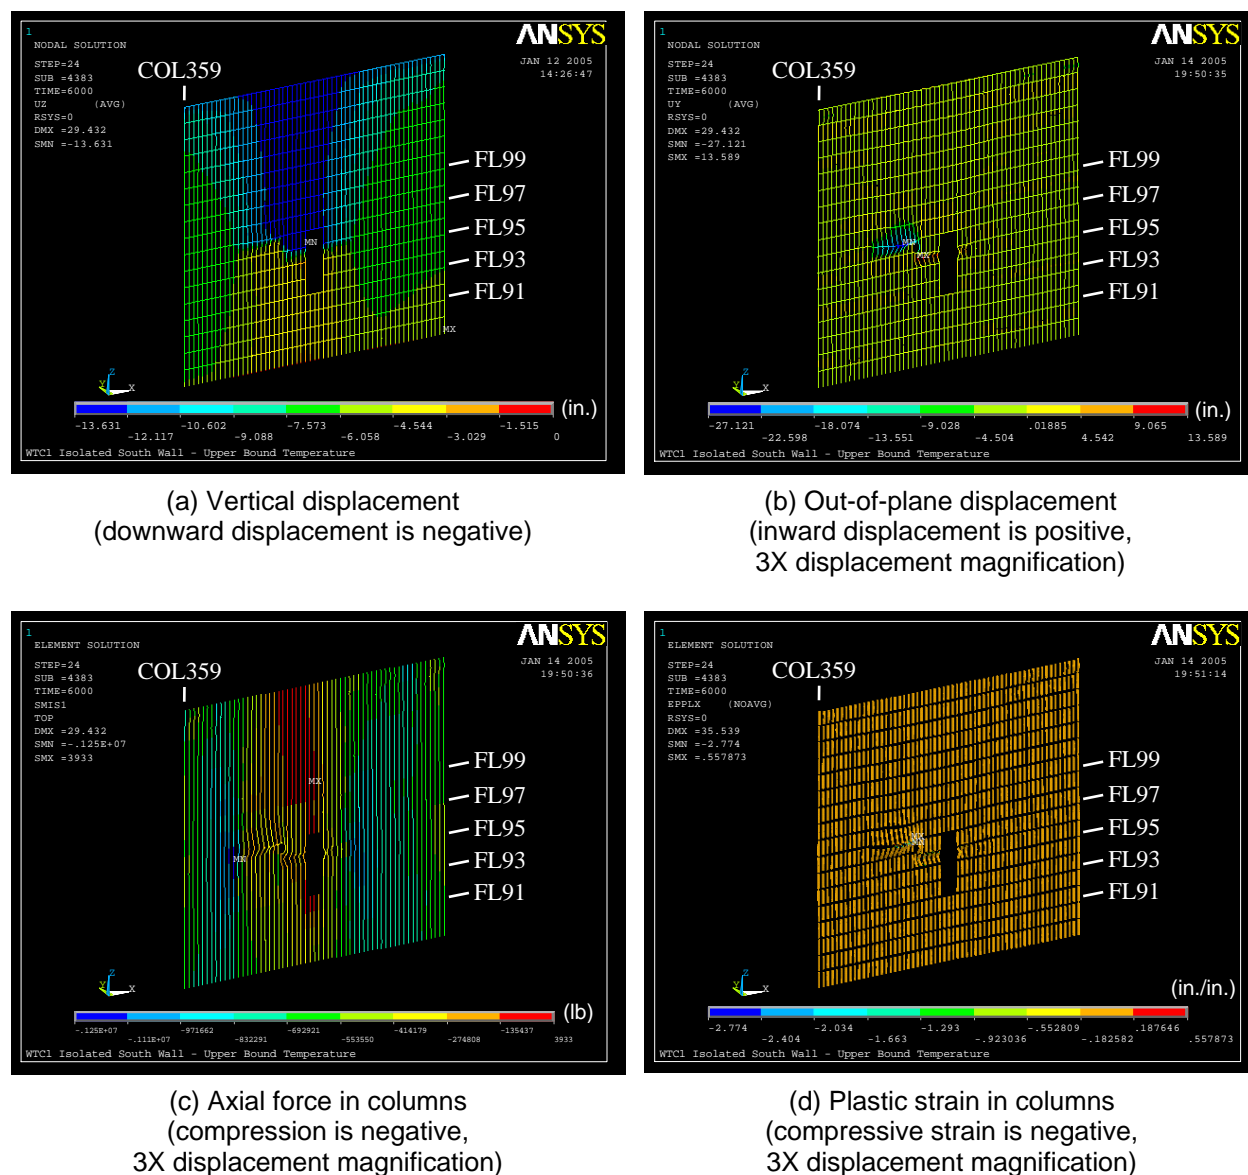 1
ANSYS
NODAL SOLUTION
JAN 12 2005
14:26:47
STEP=24
SUB =4383
TIME=6000
UZ (AVG)
RSYS=0
DMX =29.432
SMN =-13.631
COL359
FL99
FL97
FL95
FL93
FL91
MN
MX
Z
Y
X
(in.)
-13.631 -10.602 -7.573 -4.544 -1.515
-12.117 -9.088 -6.058 -3.029 0
WTC1 Isolated South Wall - Upper Bound Temperature
(a) Vertical displacement
(downward displacement is negative)
1
ANSYS
NODAL SOLUTION
JAN 14 2005
19:50:35
STEP=24
SUB =4383
TIME=6000
UY (AVG)
RSYS=0
DMX =29.432
SMN =-27.121
SMX =13.589
COL359
FL99
FL97
FL95
FL93
FL91
MN
MX
Z
Y
X
(in.)
-27.121 -18.074 -9.028 .01885 9.065
-22.598 -13.551 -4.504 4.542 13.589
WTC1 Isolated South Wall - Upper Bound Temperature
(b) Out-of-plane displacement
(inward displacement is positive,
3X displacement magnification)
1
ANSYS
ELEMENT SOLUTION
JAN 14 2005
19:50:36
STEP=24
SUB =4383
TIME=6000
SMIS1
TOP
DMX =29.432
SMN =-.125E+07
SMX =3933
COL359
FL99
FL97
FL95
FL93
FL91
MX
MN
Z
Y
X
(lb)
-.125E+07 -971662 -692921 -414179 -135437
-.111E+07 -832291 -553550 -274808 3933
WTC1 Isolated South Wall - Upper Bound Temperature
(c) Axial force in columns
(compression is negative,
3X displacement magnification)
1
ANSYS
ELEMENT SOLUTION
JAN 14 2005
19:51:14
STEP=24
SUB =4383
TIME=6000
EPPLX (NOAVG)
RSYS=0
DMX =35.539
SMN =-2.774
SMX =.557873
COL359
FL99
FL97
FL95
FL93
FL91
Z
Y
X
(in./in.)
-2.774 -2.034 -1.293 -.552809 .187646
-2.404 -1.663 -.923036 -.182582 .557873
WTC1 Isolated South Wall - Upper Bound Temperature
(d) Plastic strain in columns
(compressive strain is negative,
3X displacement magnification)